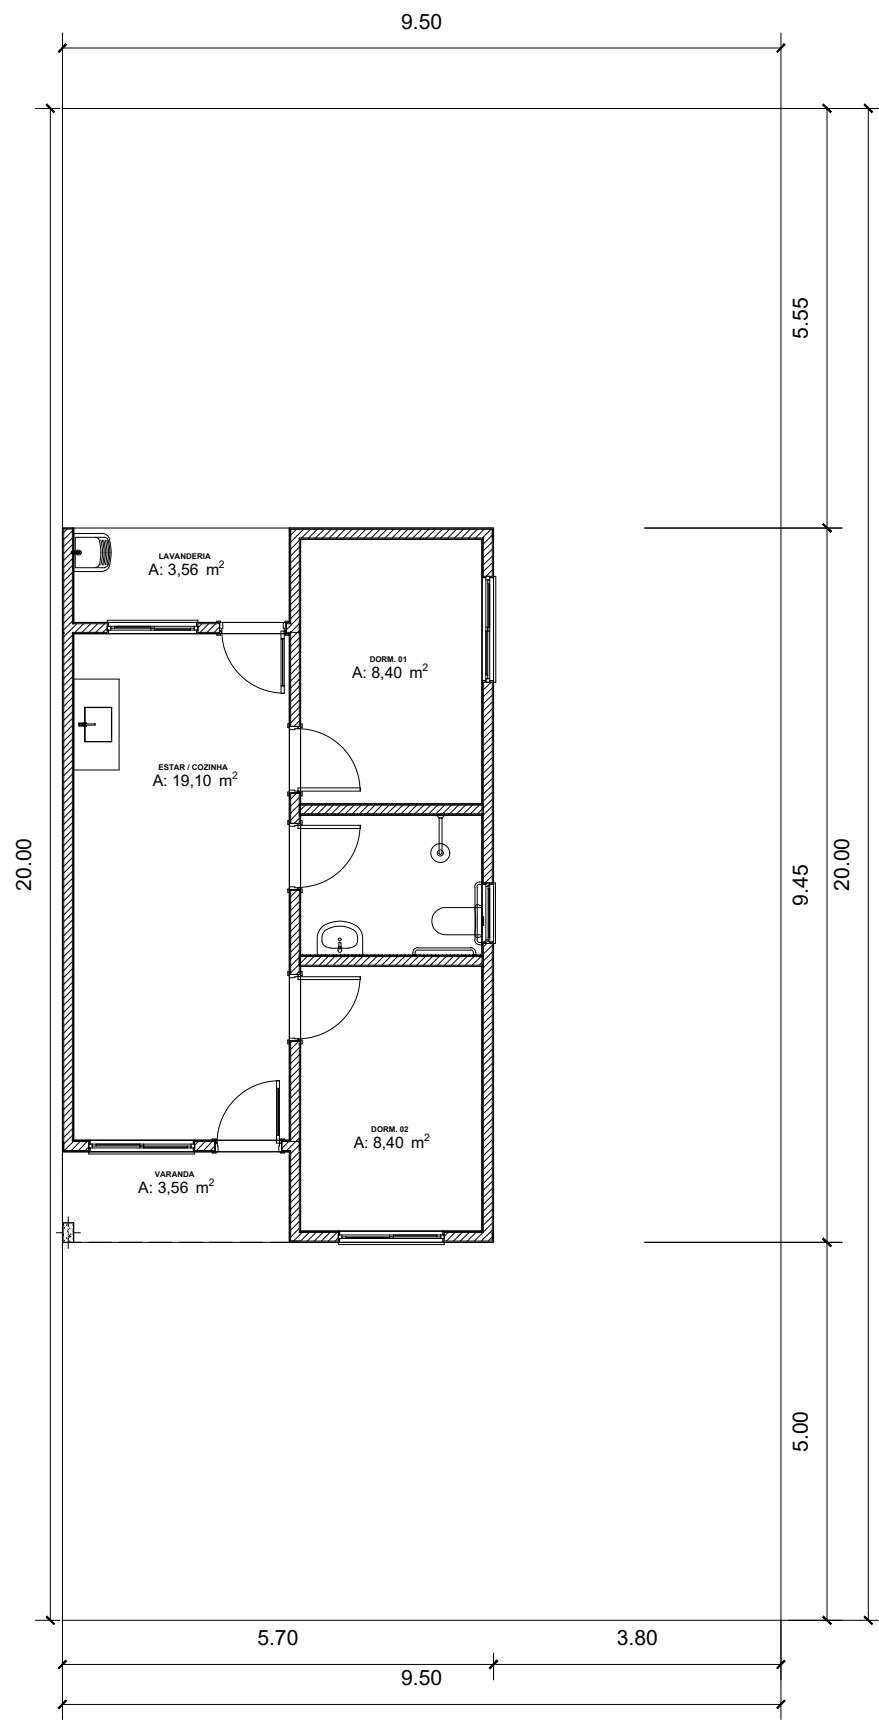 9.50
5.55
LAVANDERIA
A: 3,56 m²
DORM. 01
A: 8,40 m²
ESTAR / COZINHA
A: 19,10 m²
20.00
9.45
20.00
DORM. 02
A: 8,40 m²
VARANDA
A: 3,56 m²
5.00
5.70
3.80
9.50